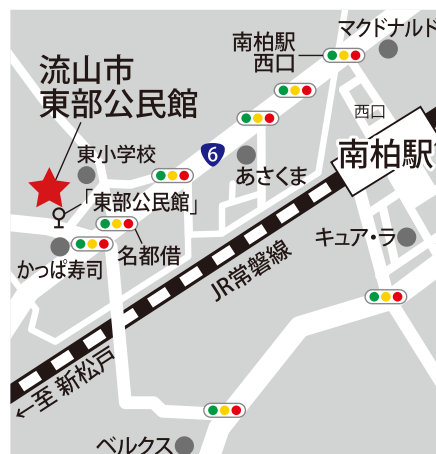 マクドナルド
南柏駅
西口
流山市
東部公民館
西口
東小学校
6
南柏駅
あさくま
「東部公民館」
名都借
キュア・ラ
かっぱ寿司
JR常磐線
←至 新松戸
ベルクス